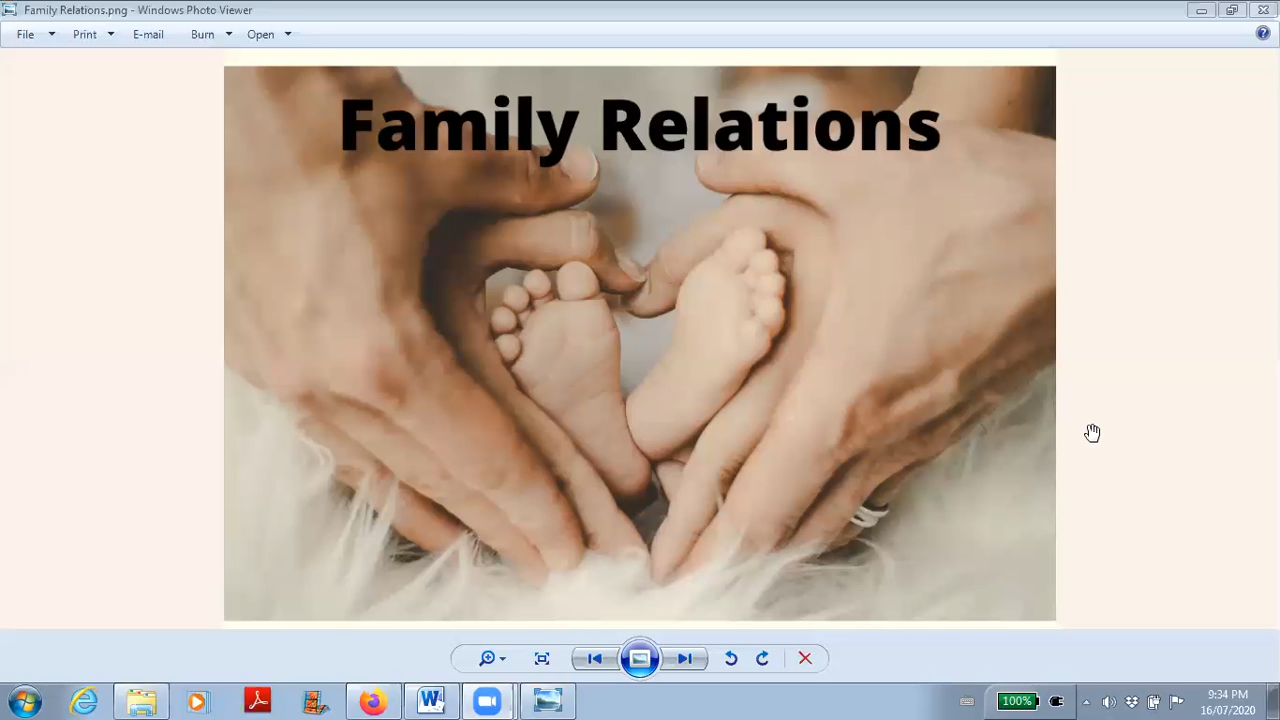 Family Relations.png - Windows Photo Viewer
File Print E-mail Burn Open
Family Relations
W
100%
9:34 PM
16/07/2020